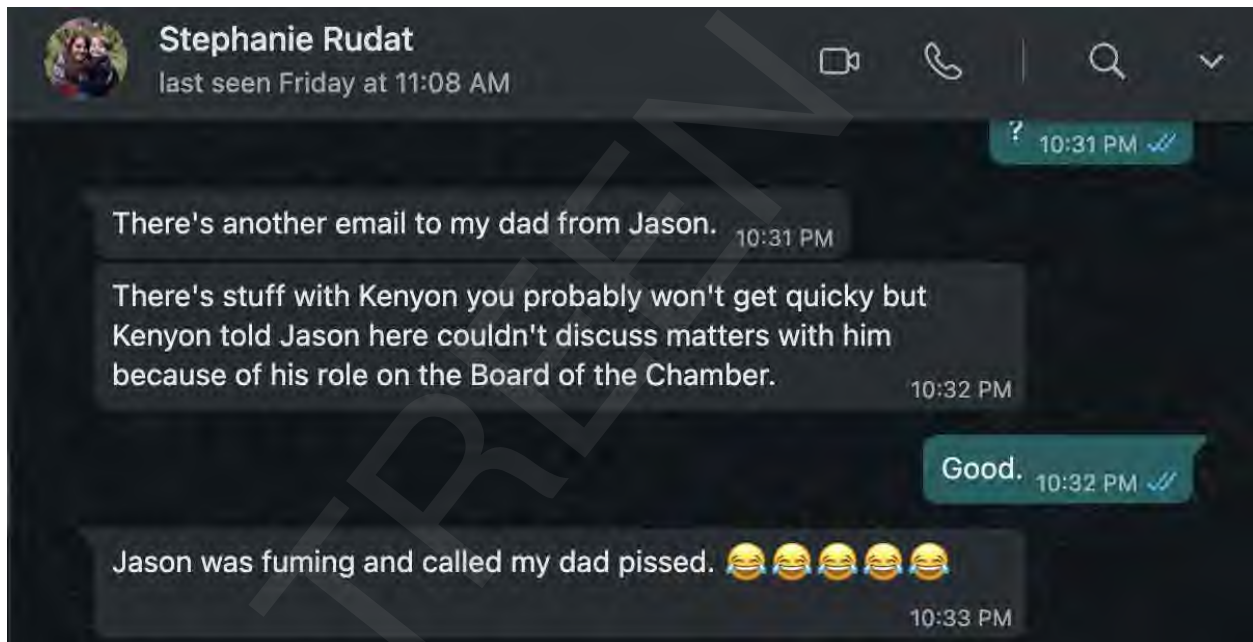 Stephanie Rudat
last seen Friday at 11:08 AM
? 10:31 PM
There's another email to my dad from Jason. 10:31 PM
There's stuff with Kenyon you probably won't get quicky but
Kenyon told Jason here couldn't discuss matters with him
because of his role on the Board of the Chamber. 10:32 PM
Good. 10:32 PM
Jason was fuming and called my dad pissed. 😂😂😂😂😂
10:33 PM
TREEN